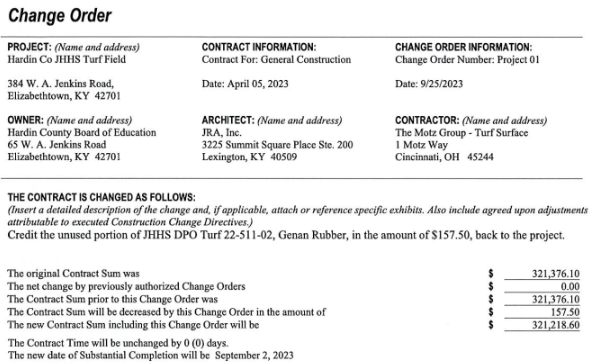 Change Order
PROJECT: (Name and address)
Hardin Co JHHS Turf Field
384 W. A. Jenkins Road,
Elizabethtown, KY 42701
CONTRACT INFORMATION:
Contract For: General Construction
Date: April 05, 2023
CHANGE ORDER INFORMATION:
Change Order Number: Project 01
Date: 9/25/2023
OWNER: (Name and address)
Hardin County Board of Education
65 W. A. Jenkins Road
Elizabethtown, KY 42701
ARCHITECT: (Name and address)
JRA, Inc.
3225 Summit Square Place Ste. 200
Lexington, KY 40509
CONTRACTOR: (Name and address)
The Motz Group - Turf Surface
1 Motz Way
Cincinnati, OH 45244
THE CONTRACT IS CHANGED AS FOLLOWS:
(Insert a detailed description of the change and, if applicable, attach or reference specific exhibits. Also include agreed upon adjustments
attributable to executed Construction Change Directives.)
Credit the unused portion of JHHS DPO Turf 22-511-02, Genan Rubber, in the amount of $157.50, back to the project.
The original Contract Sum was $ 321,376.10
The net change by previously authorized Change Orders $ 0.00
The Contract Sum prior to this Change Order was $ 321,376.10
The Contract Sum will be decreased by this Change Order in the amount of $ 157.50
The new Contract Sum including this Change Order will be $ 321,218.60
The Contract Time will be unchanged by 0 (0) days.
The new date of Substantial Completion will be September 2, 2023